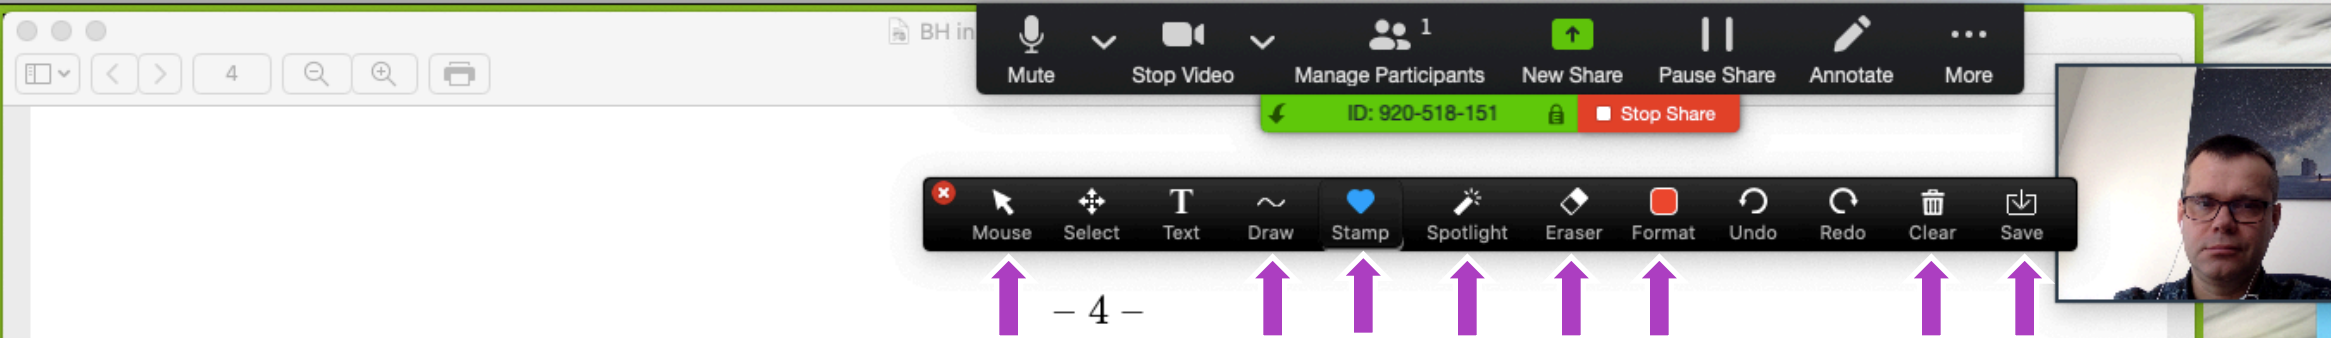 BH in
4
1
Mute Stop Video Manage Participants New Share Pause Share Annotate More
ID: 920-518-151 Stop Share
Mouse Select Text Draw Stamp Spotlight Eraser Format Undo Redo Clear Save
– 4 –